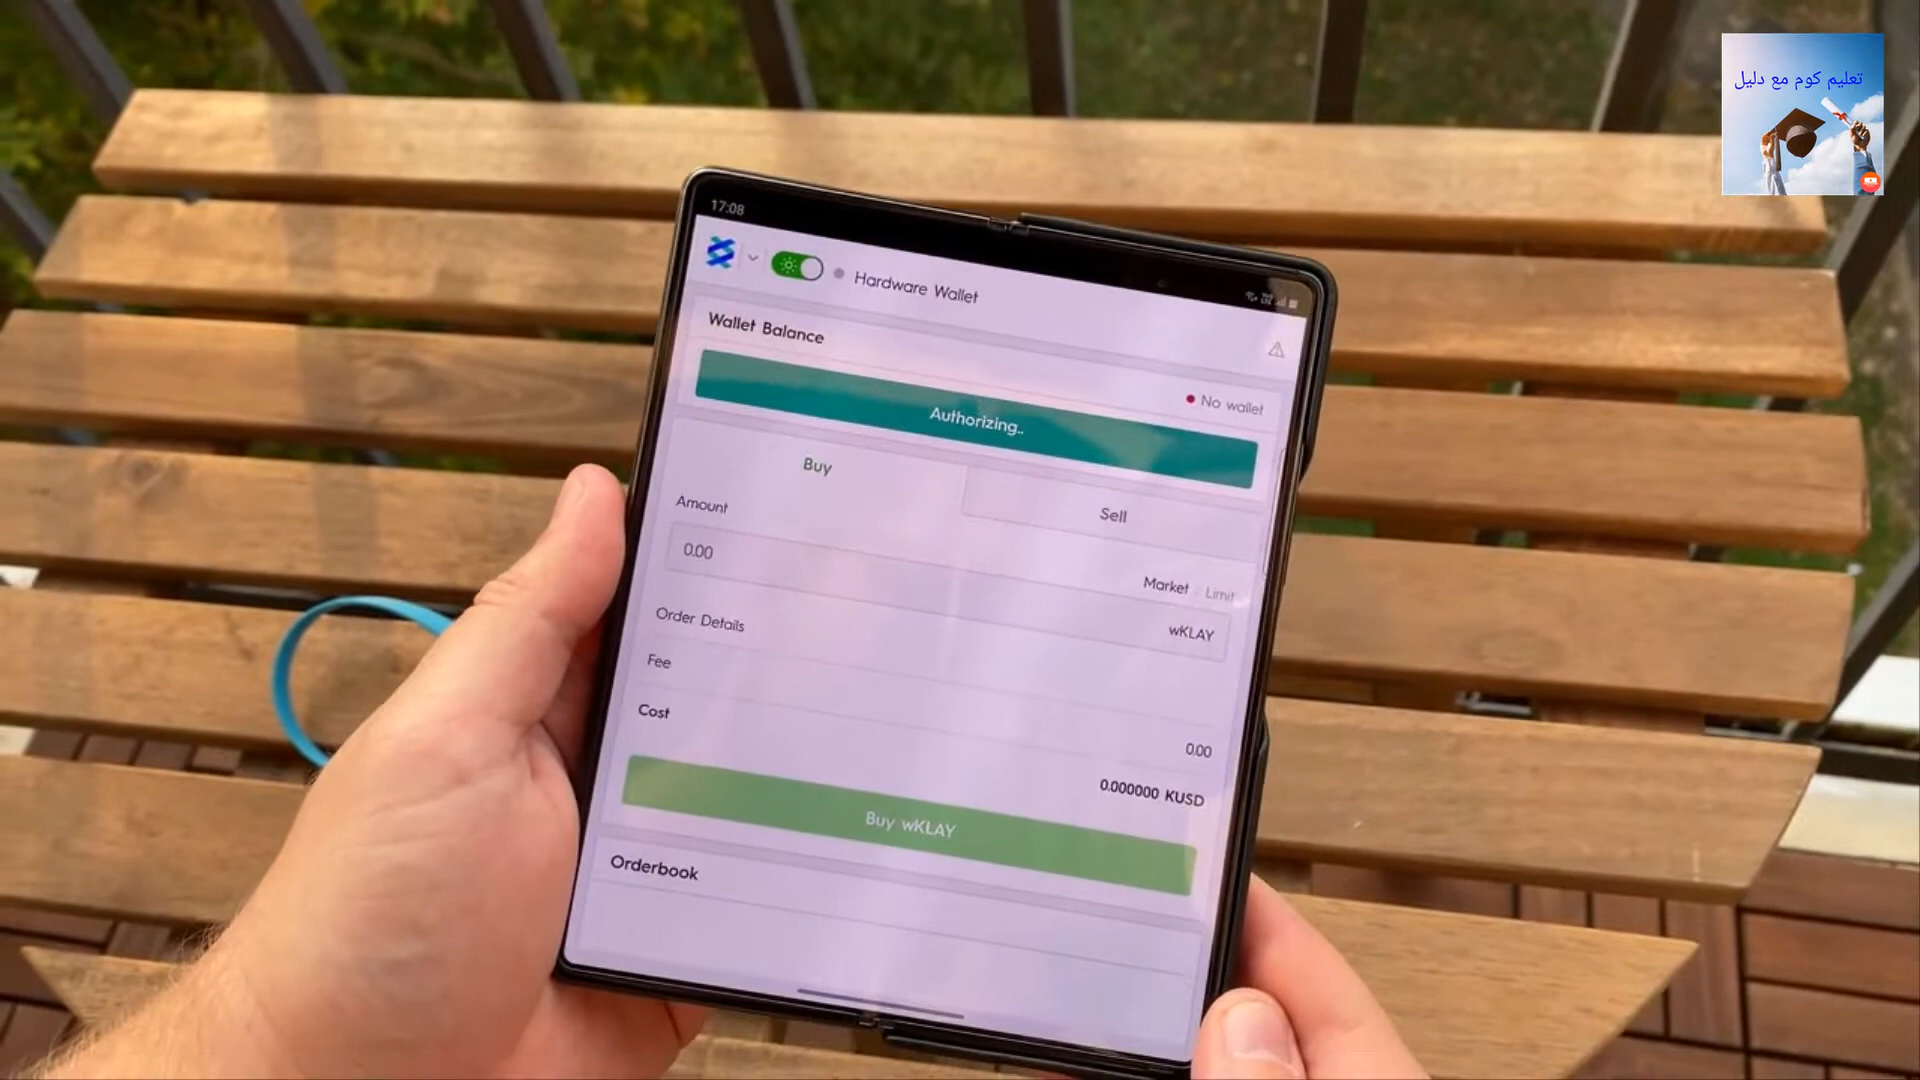 تعليم كوم مع دليل
17:08
Hardware Wallet
Wallet Balance
No wallet
Authorizing..
Buy
Sell
Amount
Market Limit
0.00
wKLAY
Order Details
Fee
0.00
Cost
0.000000 KUSD
Buy wKLAY
Orderbook